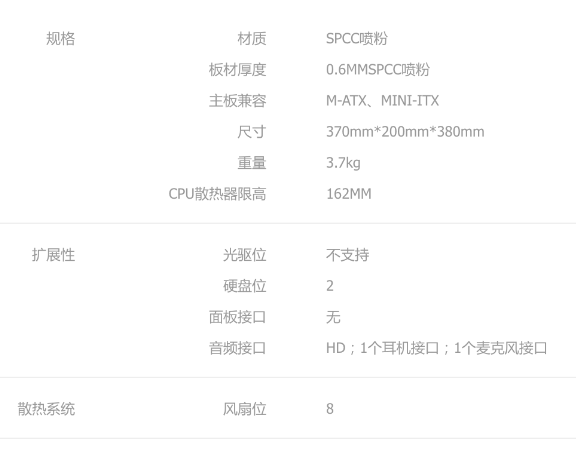 规格 材质 SPCC喷粉
板材厚度 0.6MMSPCC喷粉
主板兼容 M-ATX、MINI-ITX
尺寸 370mm*200mm*380mm
重量 3.7kg
CPU散热器限高 162MM
扩展性 光驱位 不支持
硬盘位 2
面板接口 无
音频接口 HD；1个耳机接口；1个麦克风接口
散热系统 风扇位 8